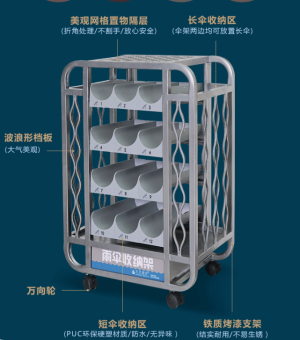 美观网格置物隔层
(折角处理/不割手/放心安全)
长伞收纳区
(伞架两边均可放置长伞)
波浪形档板
(大气美观)
雨伞收纳架
万向轮
短伞收纳区
(PUC环保硬塑材质/防水/无异味)
铁质烤漆支架
(结实耐用/不易生锈)